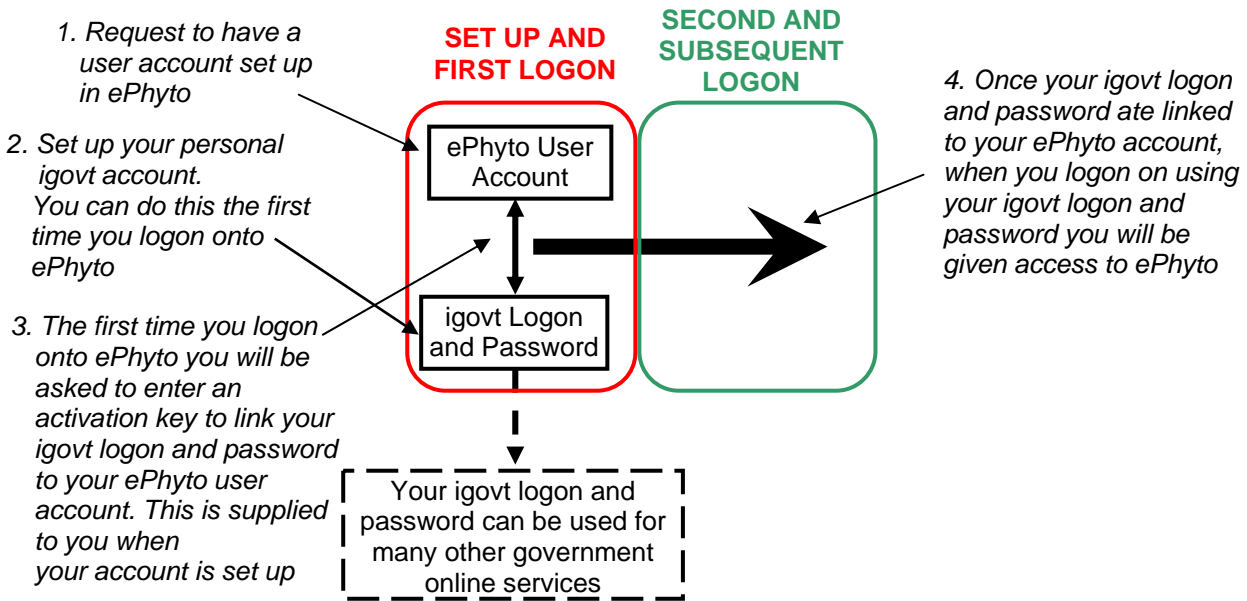 1. Request to have a
user account set up
in ePhyto
2. Set up your personal
igovt account.
You can do this the first
time you logon onto
ePhyto
3. The first time you logon
onto ePhyto you will be
asked to enter an
activation key to link your
igovt logon and password
to your ePhyto user
account. This is supplied
to you when
your account is set up
SET UP AND
FIRST LOGON
ePhyto User
Account
igovt Logon
and Password
Your igovt logon and
password can be used for
many other government
online services
SECOND AND
SUBSEQUENT
LOGON
4. Once your igovt logon
and password ate linked
to your ePhyto account,
when you logon on using
your igovt logon and
password you will be
given access to ePhyto